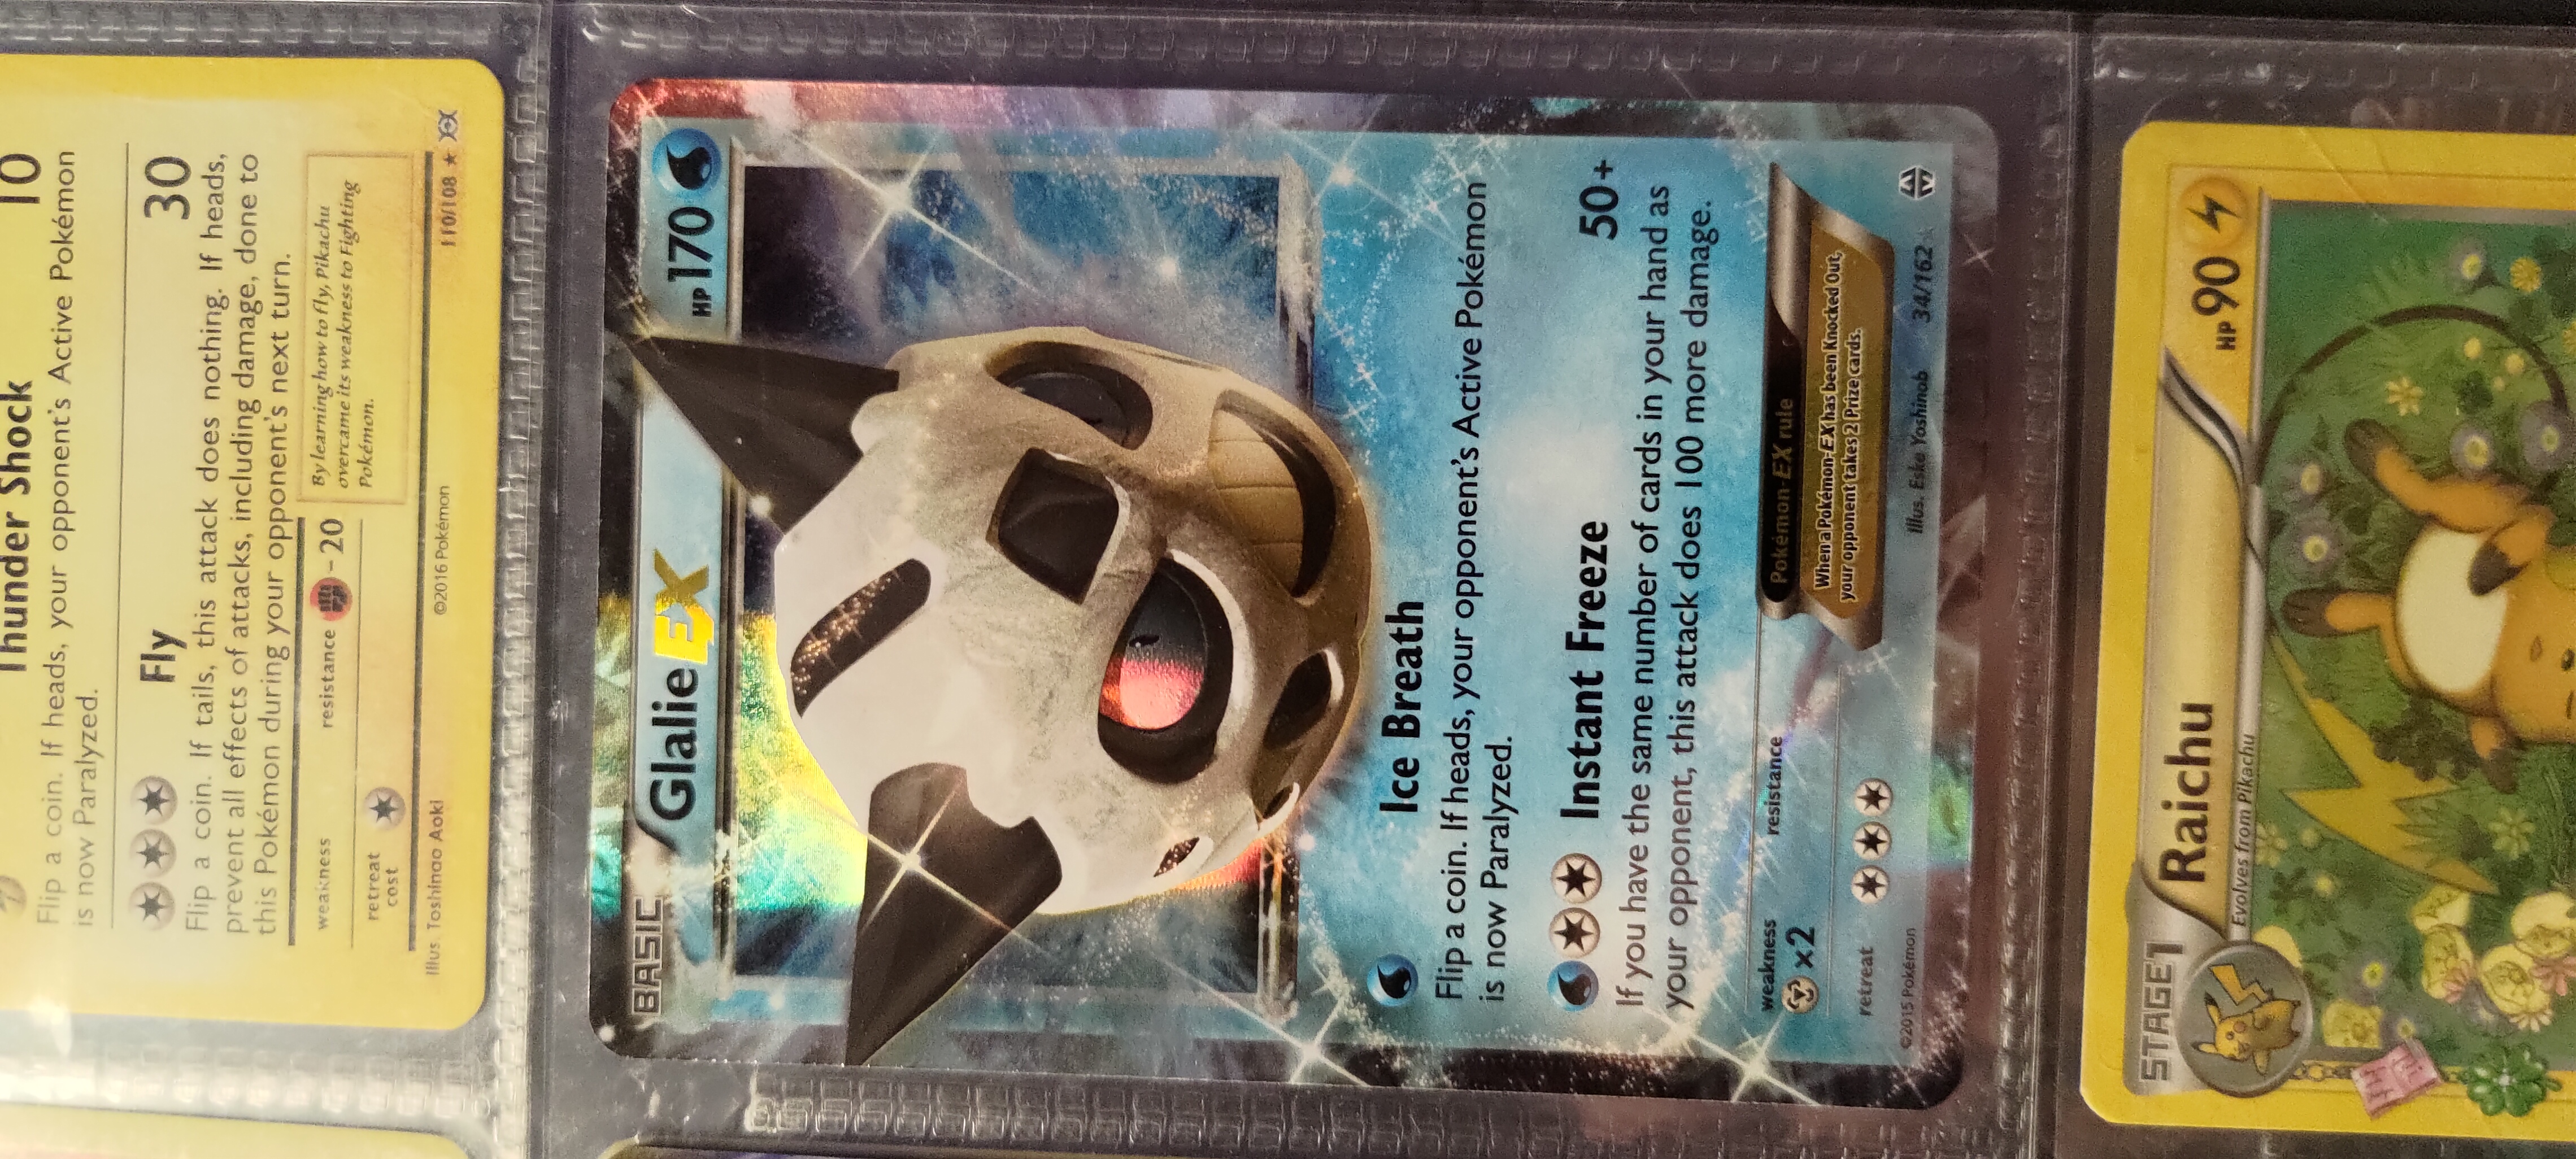 Thunder Shock 10
Flip a coin. If heads, your opponent's Active Pokémon
is now Paralyzed.
Fly 30
Flip a coin. If tails, this attack does nothing. If heads,
prevent all effects of attacks, including damage, done to
this Pokémon during your opponent's next turn.
weakness resistance -20
retreat
cost
By learning how to fly, Pikachu
overcame its weakness to Fighting
Pokémon.
Illus. Toshinao Aoki ©2016 Pokémon 110/108
BASIC Glalie EX HP 170
Ice Breath
Flip a coin. If heads, your opponent's Active Pokémon
is now Paralyzed.
Instant Freeze 50+
If you have the same number of cards in your hand as
your opponent, this attack does 100 more damage.
weakness resistance
×2
retreat
Pokémon-EX rule
When a Pokémon-EX has been Knocked Out,
your opponent takes 2 Prize cards.
©2015 Pokémon Illus. Eske Yoshinob 34/162
STAGE1 Raichu HP 90
Evolves from Pikachu